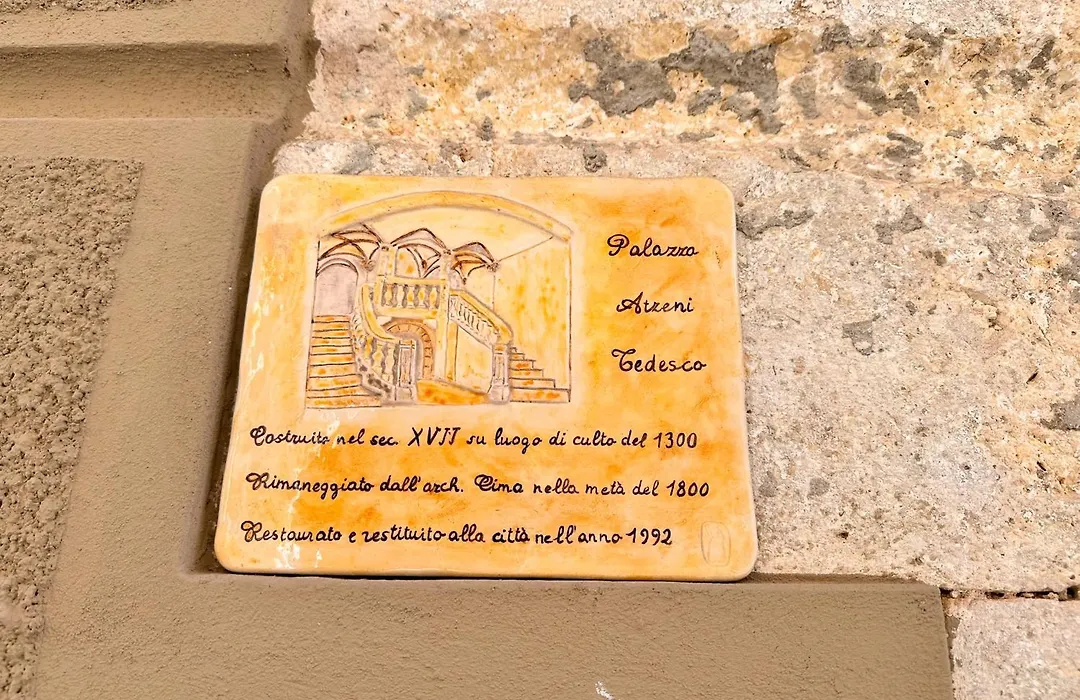 Palazzo
Atzeni
Tedesco
Costruito nel sec. XVII su luogo di culto del 1300
Rimaneggiato dall'arch. Cima nella metà del 1800
Restaurato e restituito alla città nell'anno 1992